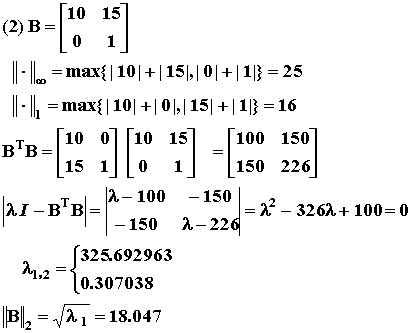 (2) B = [10 15
0 1]
‖·‖∞ = max{|10|+|15|,|0|+|1|} = 25
‖·‖1 = max{|10|+|0|,|15|+|1|} = 16
BᵀB = [10 0
15 1] [10 15
0 1] = [100 150
150 226]
|λI − BᵀB| = |λ−100 −150
−150 λ−226| = λ² − 326λ + 100 = 0
λ1,2 = {325.692963
0.307038
‖B‖2 = √λ1 = 18.047